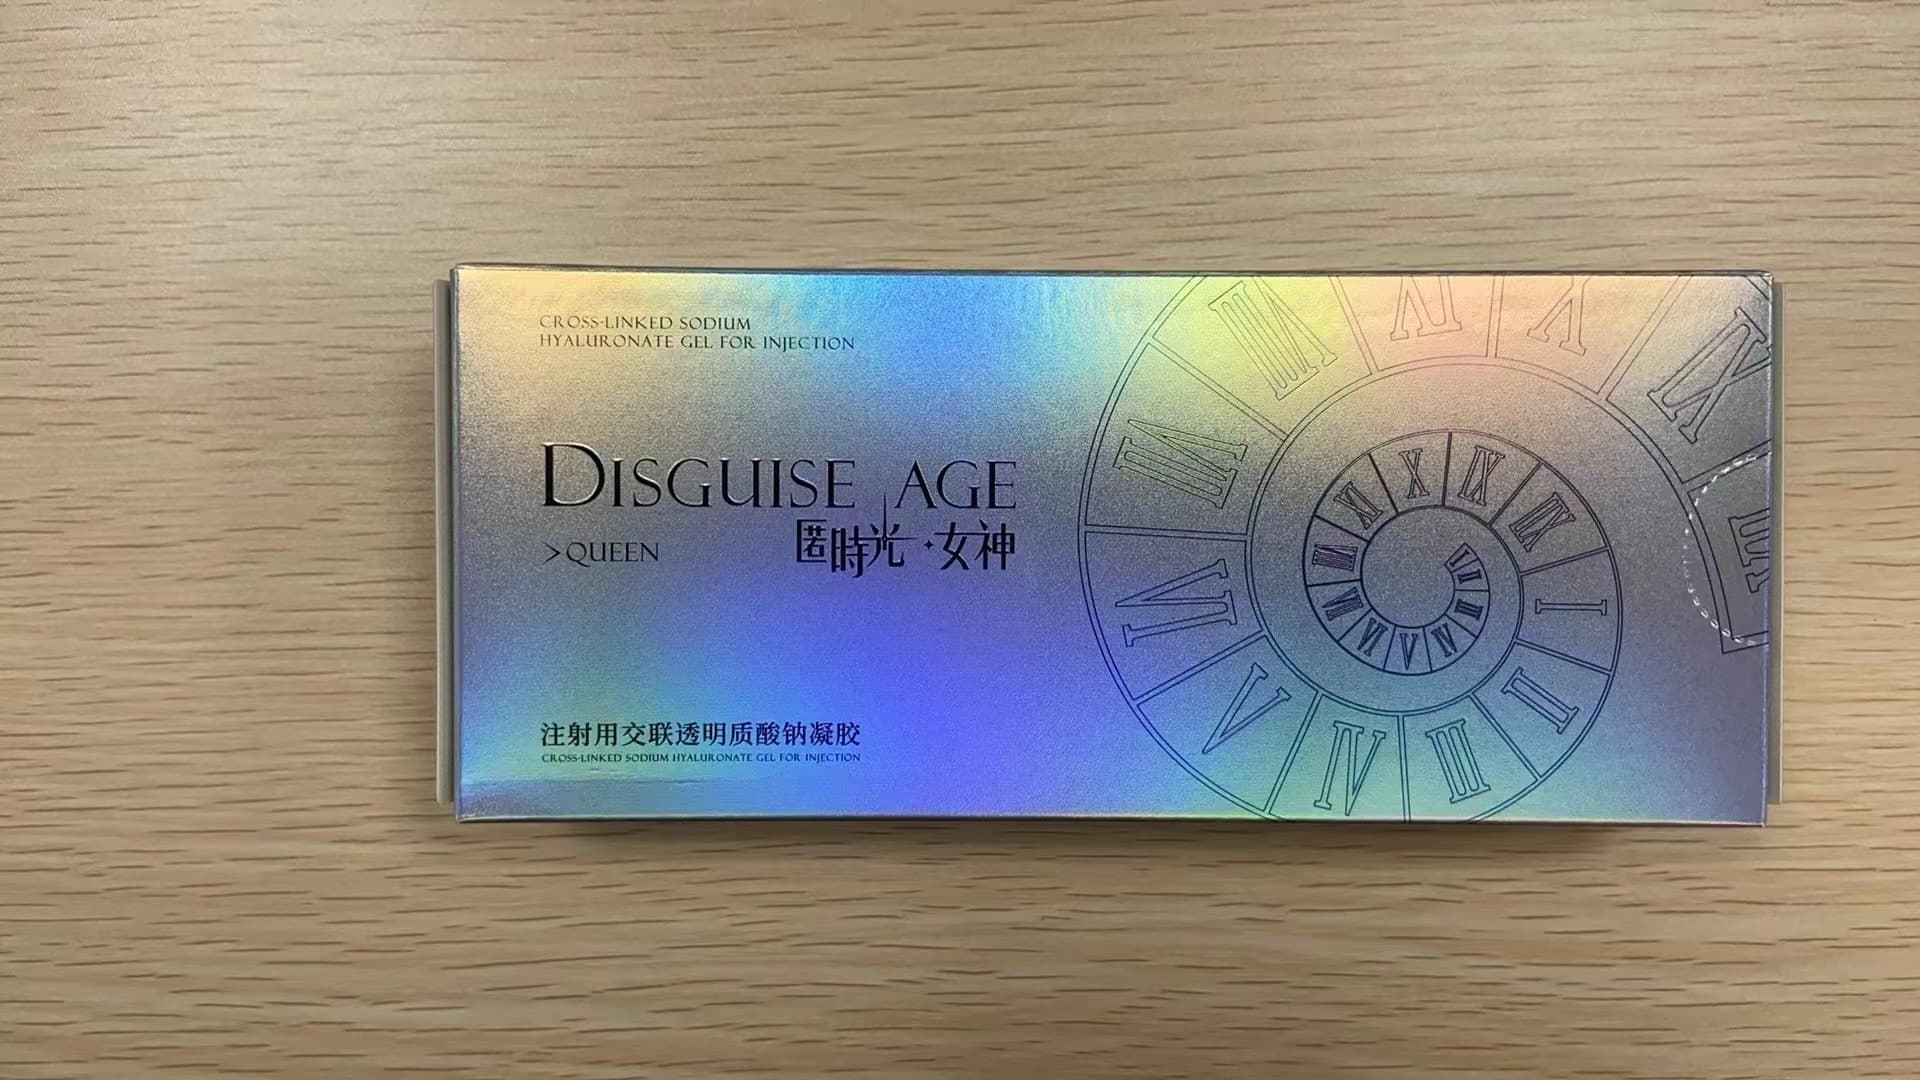 CROSS-LINKED SODIUM
HYALURONATE GEL FOR INJECTION
DISGUISE AGE
>QUEEN
匿時光·女神
注射用交联透明质酸钠凝胶
CROSS-LINKED SODIUM HYALURONATE GEL FOR INJECTION